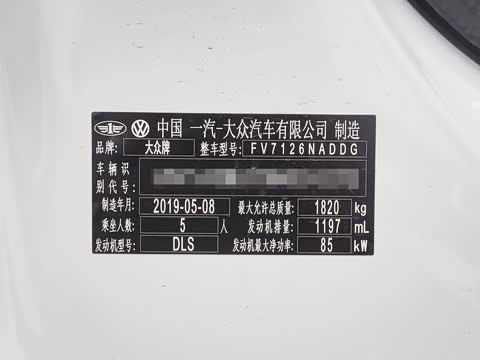 中国 一汽-大众汽车有限公司 制造
品牌: 大众牌 整车型号: FV7126NADDG
车辆识
别代号:
制造年月: 2019-05-08 最大允许总质量: 1820 kg
乘坐人数: 5 人 发动机排量: 1197 mL
发动机型号: DLS 发动机最大净功率: 85 kW